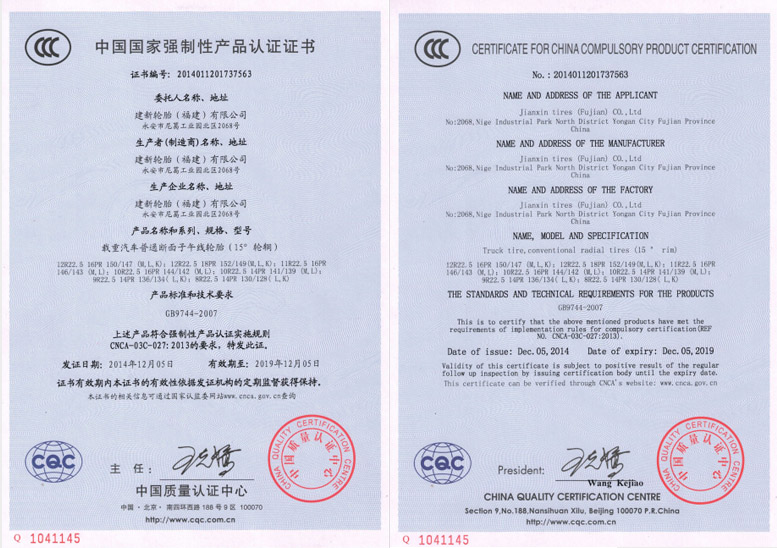 中国国家强制性产品认证证书
证书编号: 2014011201737563
委托人名称、地址
建新轮胎（福建）有限公司
永安市尼葛工业园北区2068号
生产者(制造商)名称、地址
建新轮胎（福建）有限公司
永安市尼葛工业园北区2068号
生产企业名称、地址
建新轮胎（福建）有限公司
永安市尼葛工业园北区2068号
产品名称和系列、规格、型号
载重汽车普通断面子午线轮胎（15° 轮辋）
12R22.5 16PR 150/147 (M,L,K); 12R22.5 18PR 152/149(M,L,K); 11R22.5 16PR
146/143 (M,L); 10R22.5 16PR 144/142 (M,L); 10R22.5 14PR 141/139 (M,L);
9R22.5 14PR 136/134( L,K); 8R22.5 14PR 130/128( L,K)
产品标准和技术要求
GB9744-2007
上述产品符合强制性产品认证实施规则
CNCA-03C-027:2013的要求，特发此证。
发证日期: 2014年12月05日 有效期至: 2019年12月05日
证书有效期内本证书的有效性依据发证机构的定期监督获得保持。
本证书的相关信息可通过国家认监委网站www.cnca.gov.cn查询
CQC
主 任:
CHINA QUALITY CERTIFICATION CENTRE
中国质量认证中心
中国质量认证中心
中国 · 北京 · 南四环西路 188 号 9 区 100070
http://www.cqc.com.cn
Q 1041145
CERTIFICATE FOR CHINA COMPULSORY PRODUCT CERTIFICATION
No. : 2014011201737563
NAME AND ADDRESS OF THE APPLICANT
Jianxin tires (Fujian) CO.,Ltd
No:2068,Nige Industrial Park North District Yongan City Fujian Province
China
NAME AND ADDRESS OF THE MANUFACTURER
Jianxin tires (Fujian) CO.,Ltd
No:2068,Nige Industrial Park North District Yongan City Fujian Province
China
NAME AND ADDRESS OF THE FACTORY
Jianxin tires (Fujian) CO.,Ltd
No:2068,Nige Industrial Park North District Yongan City Fujian Province
China
NAME, MODEL AND SPECIFICATION
Truck tire,conventional radial tires (15 ° rim)
12R22.5 16PR 150/147 (M,L,K); 12R22.5 18PR 152/149(M,L,K); 11R22.5 16PR
146/143 (M,L); 10R22.5 16PR 144/142 (M,L); 10R22.5 14PR 141/139 (M,L);
9R22.5 14PR 136/134( L,K); 8R22.5 14PR 130/128( L,K)
THE STANDARDS AND TECHNICAL REQUIREMENTS FOR THE PRODUCTS
GB9744-2007
This is to certify that the above mentioned products have met the
requirements of implementation rules for compulsory certification(REF
NO. CNCA-03C-027:2013).
Date of issue: Dec.05,2014 Date of expiry: Dec.05,2019
Validity of this certificate is subject to positive result of the regular
follow up inspection by issuing certification body until the expiry date.
This certificate can be verified through CNCA's website: www.cnca.gov.cn
CQC
President:
Wang Kejiao
CHINA QUALITY CERTIFICATION CENTRE
中国质量认证中心
CHINA QUALITY CERTIFICATION CENTRE
Section 9,No.188,Nansihuan Xilu, Beijing 100070 P.R.China
http://www.cqc.com.cn
Q 1041145